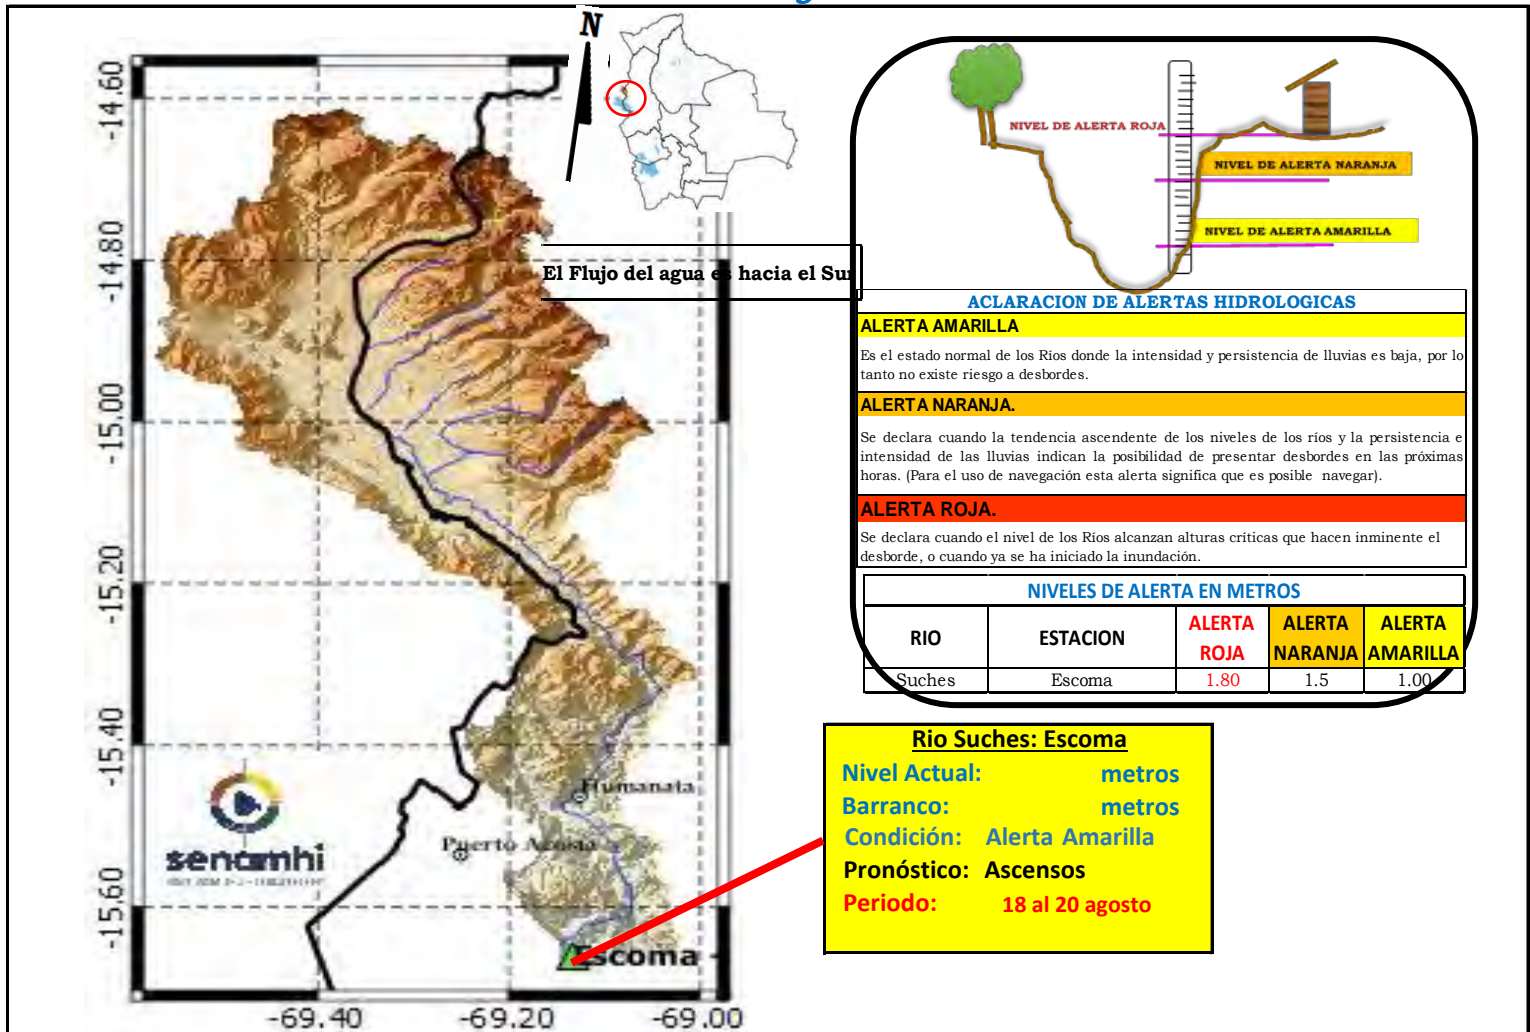 N
-14.60
-14.80
-15.00
-15.20
-15.40
-15.60
-69.40
-69.20
-69.00
El Flujo del agua es hacia el Sur
Humanata
Puerto Acosta
Escoma
senamhi
NIVEL DE ALERTA ROJA
NIVEL DE ALERTA NARANJA
NIVEL DE ALERTA AMARILLA
ACLARACION DE ALERTAS HIDROLOGICAS
ALERTA AMARILLA
Es el estado normal de los Ríos donde la intensidad y persistencia de lluvias es baja, por lo
tanto no existe riesgo a desbordes.
ALERTA NARANJA.
Se declara cuando la tendencia ascendente de los niveles de los ríos y la persistencia e
intensidad de las lluvias indican la posibilidad de presentar desbordes en las próximas
horas. (Para el uso de navegación esta alerta significa que es posible navegar).
ALERTA ROJA.
Se declara cuando el nivel de los Ríos alcanzan alturas críticas que hacen inminente el
desborde, o cuando ya se ha iniciado la inundación.
NIVELES DE ALERTA EN METROS
RIO ESTACION ALERTA ROJA ALERTA NARANJA ALERTA AMARILLA
Suches Escoma 1.80 1.5 1.00
Rio Suches: Escoma
Nivel Actual: metros
Barranco: metros
Condición: Alerta Amarilla
Pronóstico: Ascensos
Periodo: 18 al 20 agosto